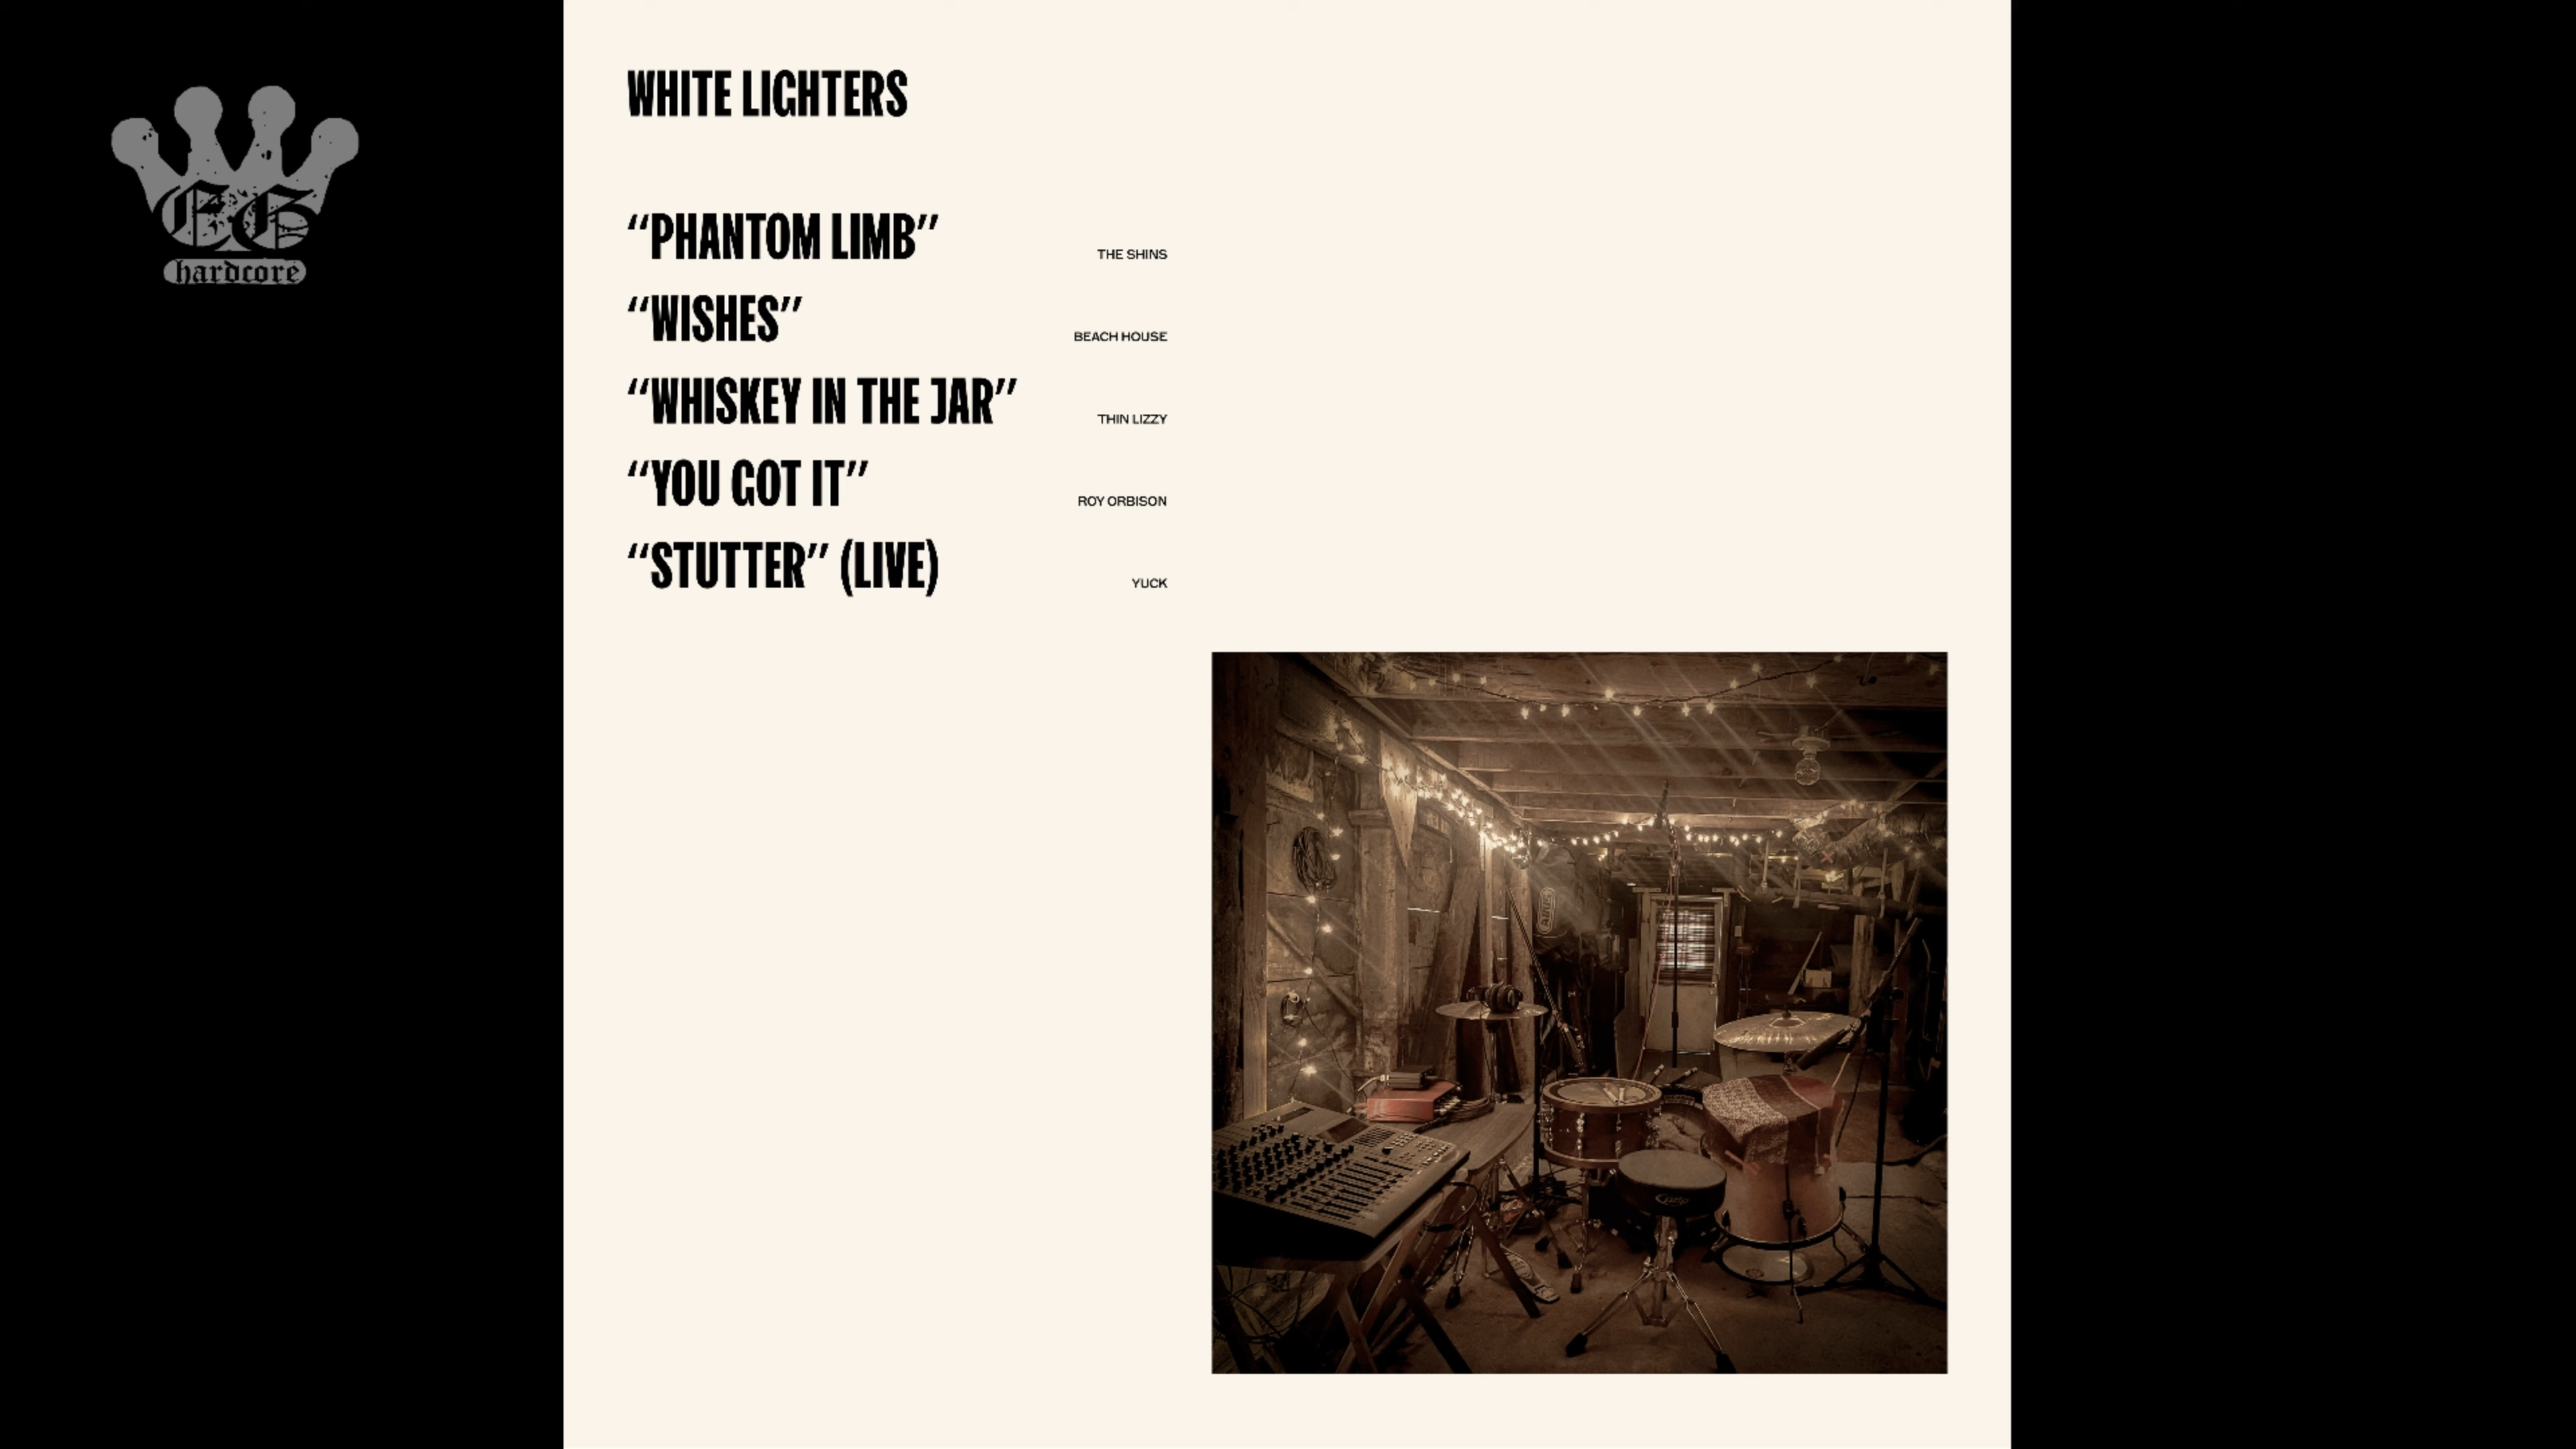 EG
hardcore
WHITE LIGHTERS
“PHANTOM LIMB” THE SHINS
“WISHES” BEACH HOUSE
“WHISKEY IN THE JAR” THIN LIZZY
“YOU GOT IT” ROY ORBISON
“STUTTER” (LIVE) YUCK